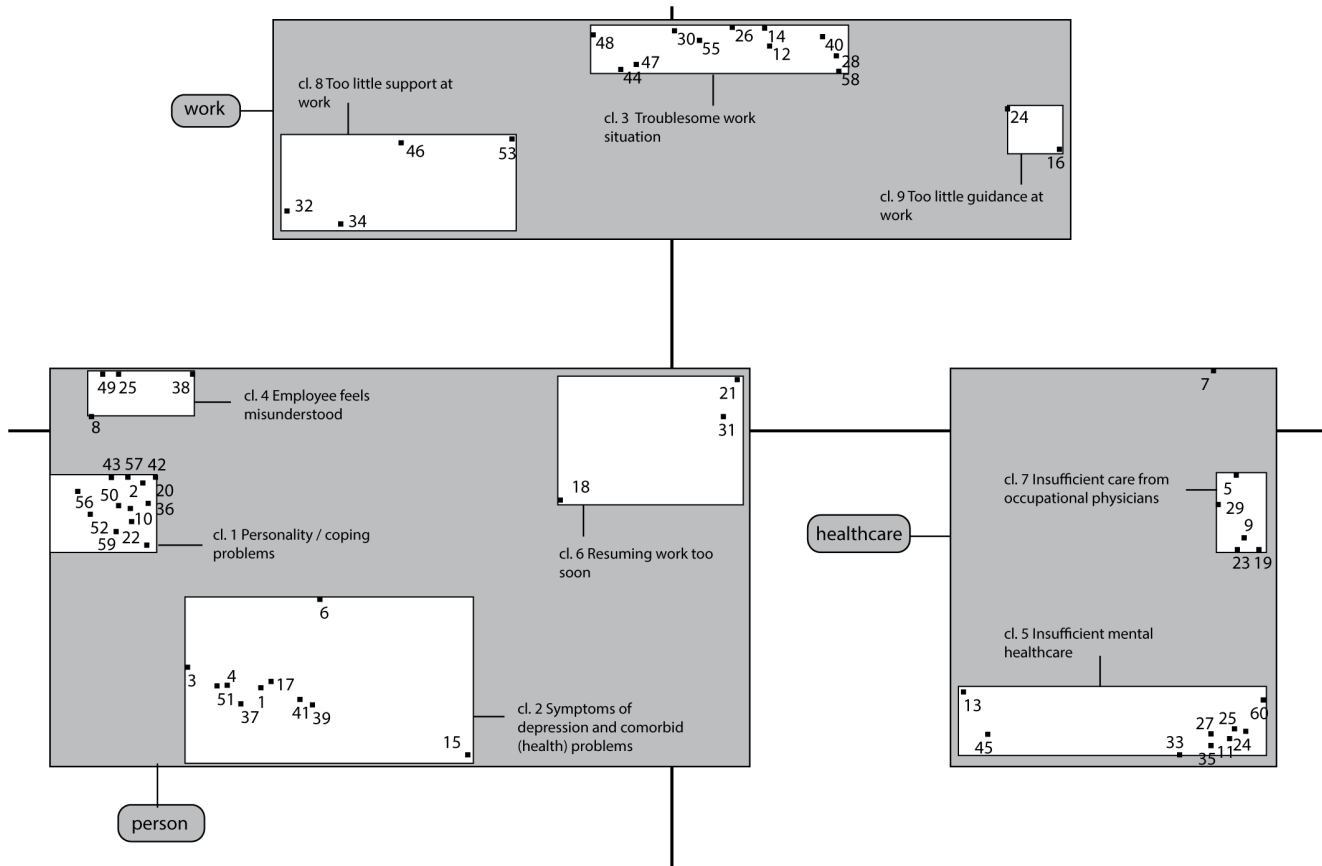 48
30
55
26
14
12
40
28
58
47
44
cl. 3 Troublesome work
situation
cl. 8 Too little support at
work
work
46
53
32
34
24
16
cl. 9 Too little guidance at
work
49
25
38
8
cl. 4 Employee feels
misunderstood
21
31
18
cl. 6 Resuming work too
soon
43
57
42
56
50
2
20
36
10
52
59
22
cl. 1 Personality / coping
problems
6
3
4
51
37
1
17
41
39
15
cl. 2 Symptoms of
depression and comorbid
(health) problems
person
7
cl. 7 Insufficient care from
occupational physicians
5
29
9
23
19
healthcare
cl. 5 Insufficient mental
healthcare
13
45
33
27
25
60
35
11
24